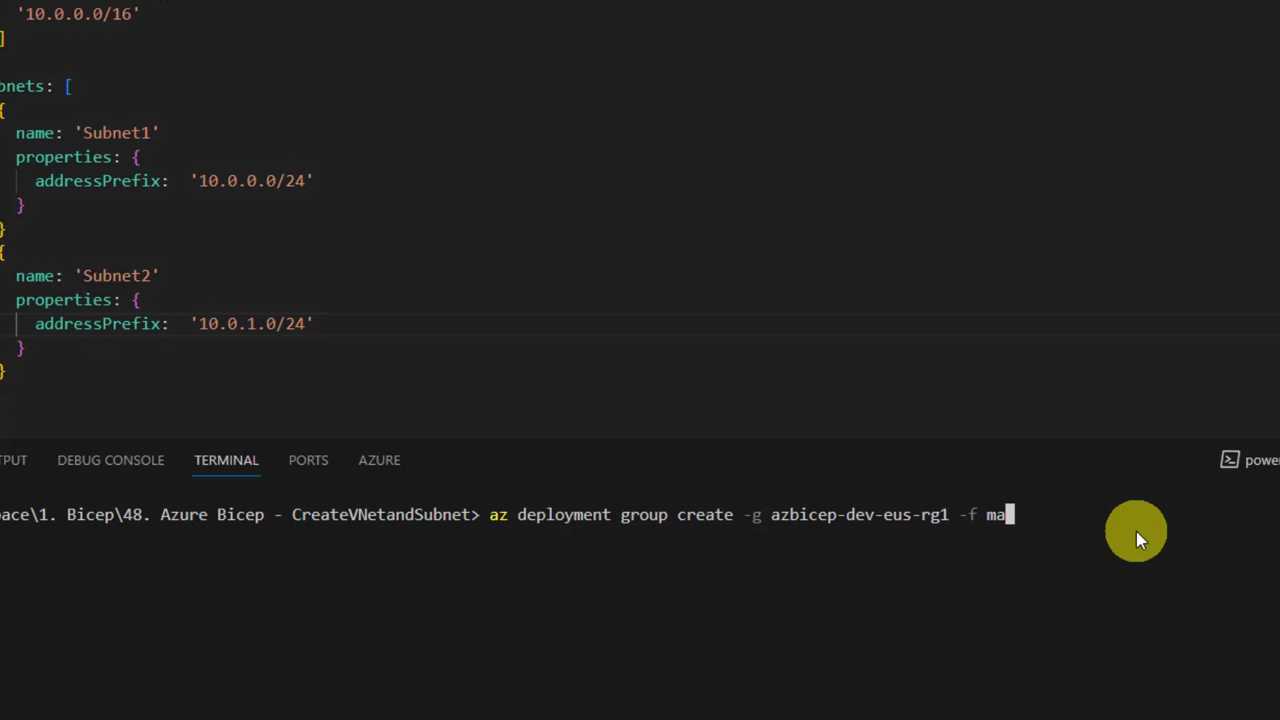 '10.0.0.0/16'
]
bnets: [
{
name: 'Subnet1'
properties: {
addressPrefix: '10.0.0.0/24'
}
}
{
name: 'Subnet2'
properties: {
addressPrefix: '10.0.1.0/24'
}
}
TPUT DEBUG CONSOLE TERMINAL PORTS AZURE powe
pace\1. Bicep\48. Azure Bicep - CreateVNetandSubnet> az deployment group create -g azbicep-dev-eus-rg1 -f ma